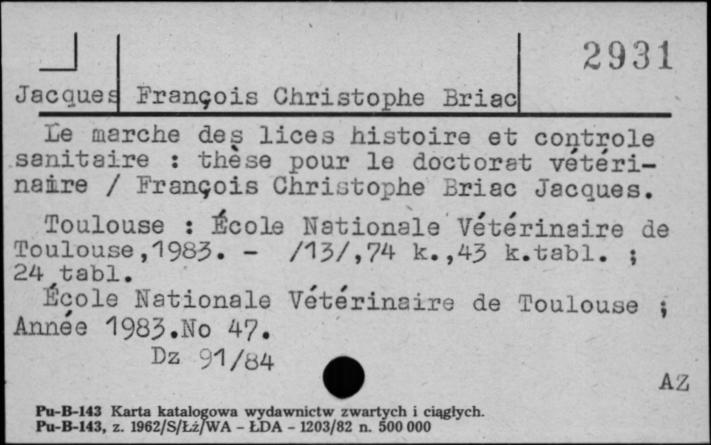 2931
Jacques François Christophe Briac
Le marche des lices histoire et controle
sanitaire : thèse pour le doctorat vétéri-
naire / François Christophe Briac Jacques.
Toulouse : École Nationale Vétérinaire de
Toulouse,1983. - /13/,74 k.,43 k.tabl. ;
24 tabl.
École Nationale Vétérinaire de Toulouse ;
Année 1983.No 47.
Dz 91/84
AZ
Pu-B-143 Karta katalogowa wydawnictw zwartych i ciągłych.
Pu-B-143, z. 1962/S/Łź/WA - ŁDA - 1203/82 n. 500 000